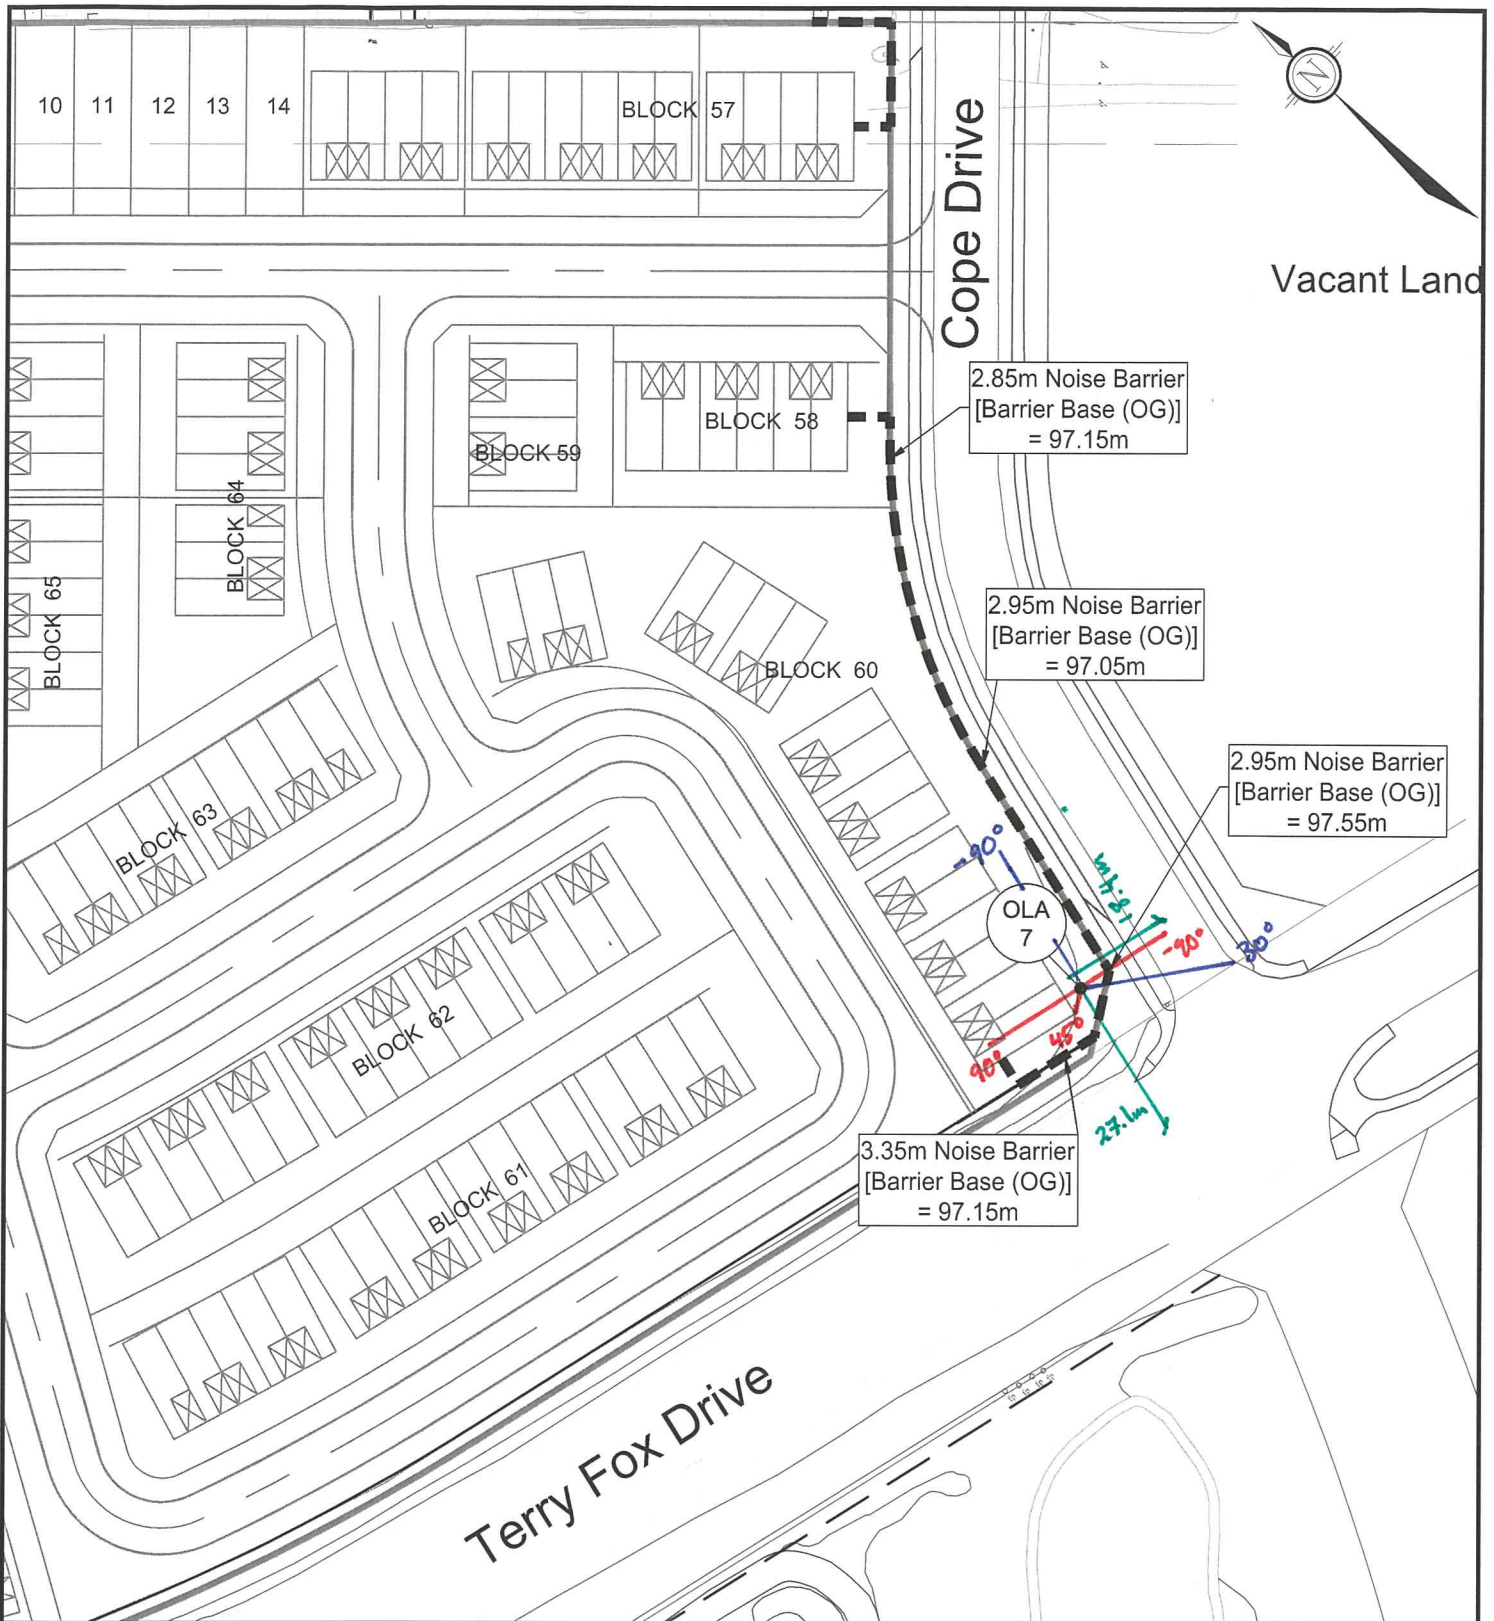 10
11
12
13
14
BLOCK 57
Cope Drive
N
Vacant Land
2.85m Noise Barrier
[Barrier Base (OG)]
= 97.15m
BLOCK 58
BLOCK 59
BLOCK 64
BLOCK 65
2.95m Noise Barrier
[Barrier Base (OG)]
= 97.05m
BLOCK 60
2.95m Noise Barrier
[Barrier Base (OG)]
= 97.55m
BLOCK 63
-90°
18.4m
OLA
7
-90°
30°
BLOCK 62
45°
90°
27.1m
3.35m Noise Barrier
[Barrier Base (OG)]
= 97.15m
BLOCK 61
Terry Fox Drive